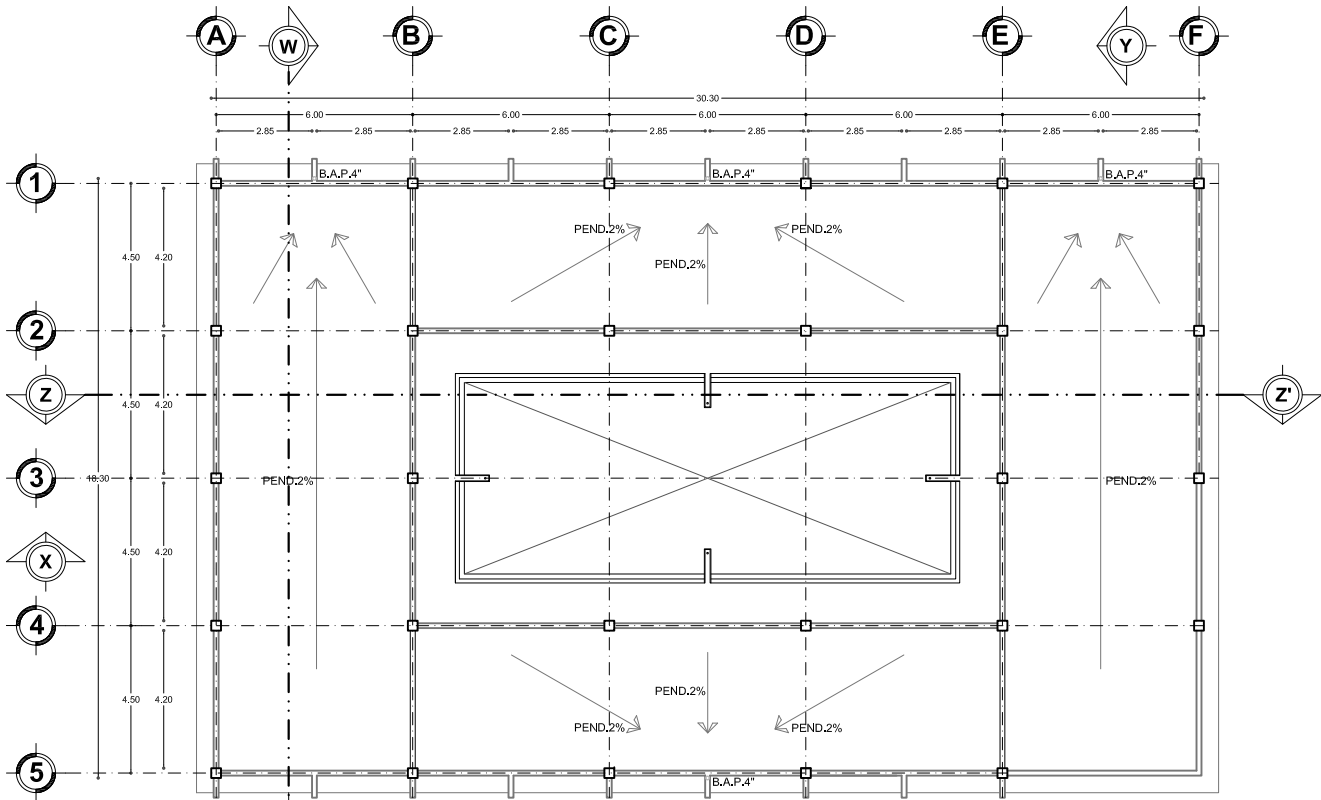 A W B C D E Y F
30.30
6.00 6.00 6.00 6.00 6.00
2.85 2.85 2.85 2.85 2.85 2.85 2.85 2.85 2.85 2.85
1
B.A.P.4" B.A.P.4" B.A.P.4"
PEND.2% PEND.2%
4.50 4.20
PEND.2%
2
Z Z'
4.50 4.20
3
18.30
PEND.2% PEND.2%
X
4.50 4.20
4
PEND.2%
4.50 4.20
PEND.2% PEND.2%
5
B.A.P.4"